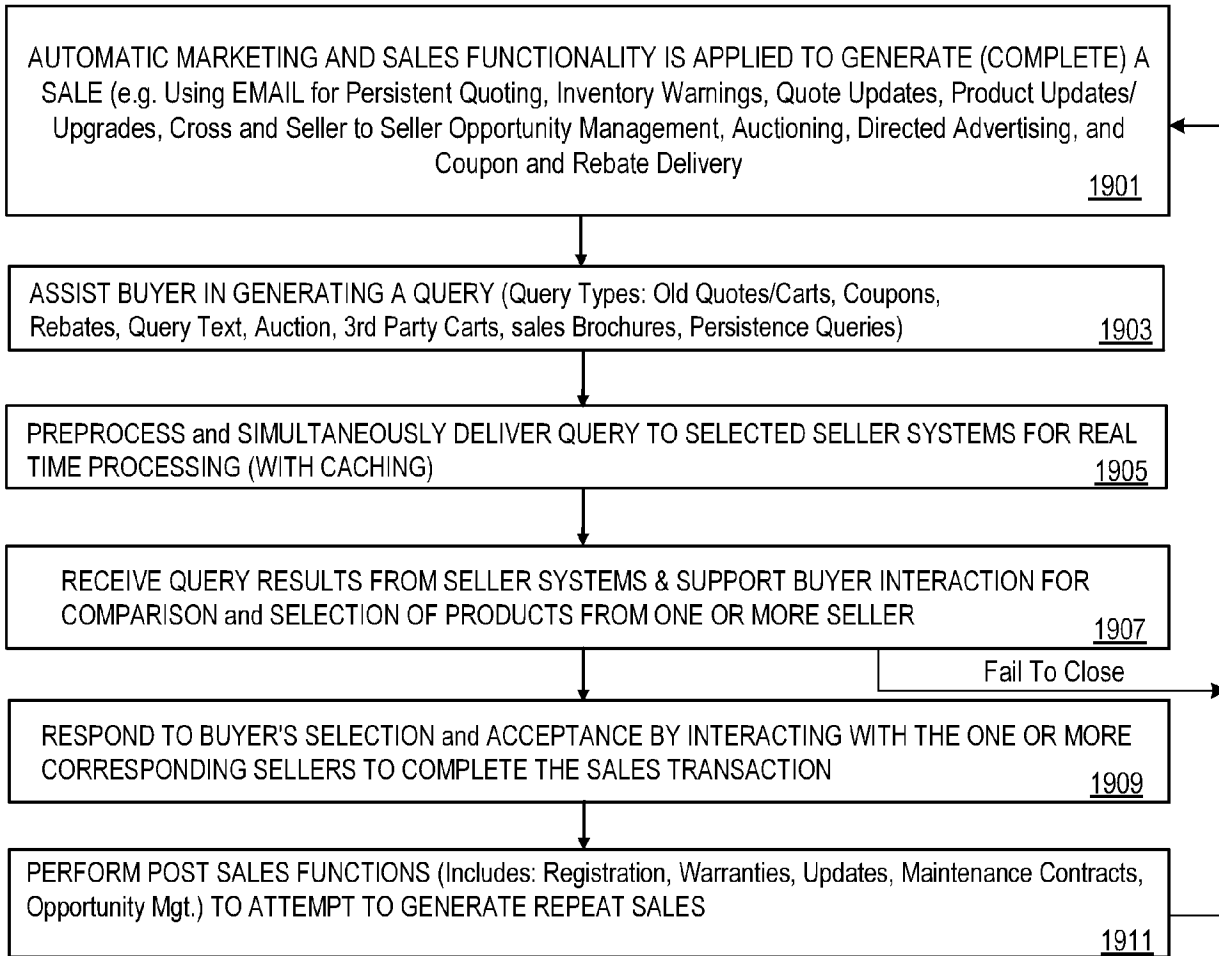 AUTOMATIC MARKETING AND SALES FUNCTIONALITY IS APPLIED TO GENERATE (COMPLETE) A
SALE (e.g. Using EMAIL for Persistent Quoting, Inventory Warnings, Quote Updates, Product Updates/
Upgrades, Cross and Seller to Seller Opportunity Management, Auctioning, Directed Advertising, and
Coupon and Rebate Delivery
1901
ASSIST BUYER IN GENERATING A QUERY (Query Types: Old Quotes/Carts, Coupons,
Rebates, Query Text, Auction, 3rd Party Carts, sales Brochures, Persistence Queries)
1903
PREPROCESS and SIMULTANEOUSLY DELIVER QUERY TO SELECTED SELLER SYSTEMS FOR REAL
TIME PROCESSING (WITH CACHING)
1905
RECEIVE QUERY RESULTS FROM SELLER SYSTEMS & SUPPORT BUYER INTERACTION FOR
COMPARISON and SELECTION OF PRODUCTS FROM ONE OR MORE SELLER
1907
Fail To Close
RESPOND TO BUYER'S SELECTION and ACCEPTANCE BY INTERACTING WITH THE ONE OR MORE
CORRESPONDING SELLERS TO COMPLETE THE SALES TRANSACTION
1909
PERFORM POST SALES FUNCTIONS (Includes: Registration, Warranties, Updates, Maintenance Contracts,
Opportunity Mgt.) TO ATTEMPT TO GENERATE REPEAT SALES
1911